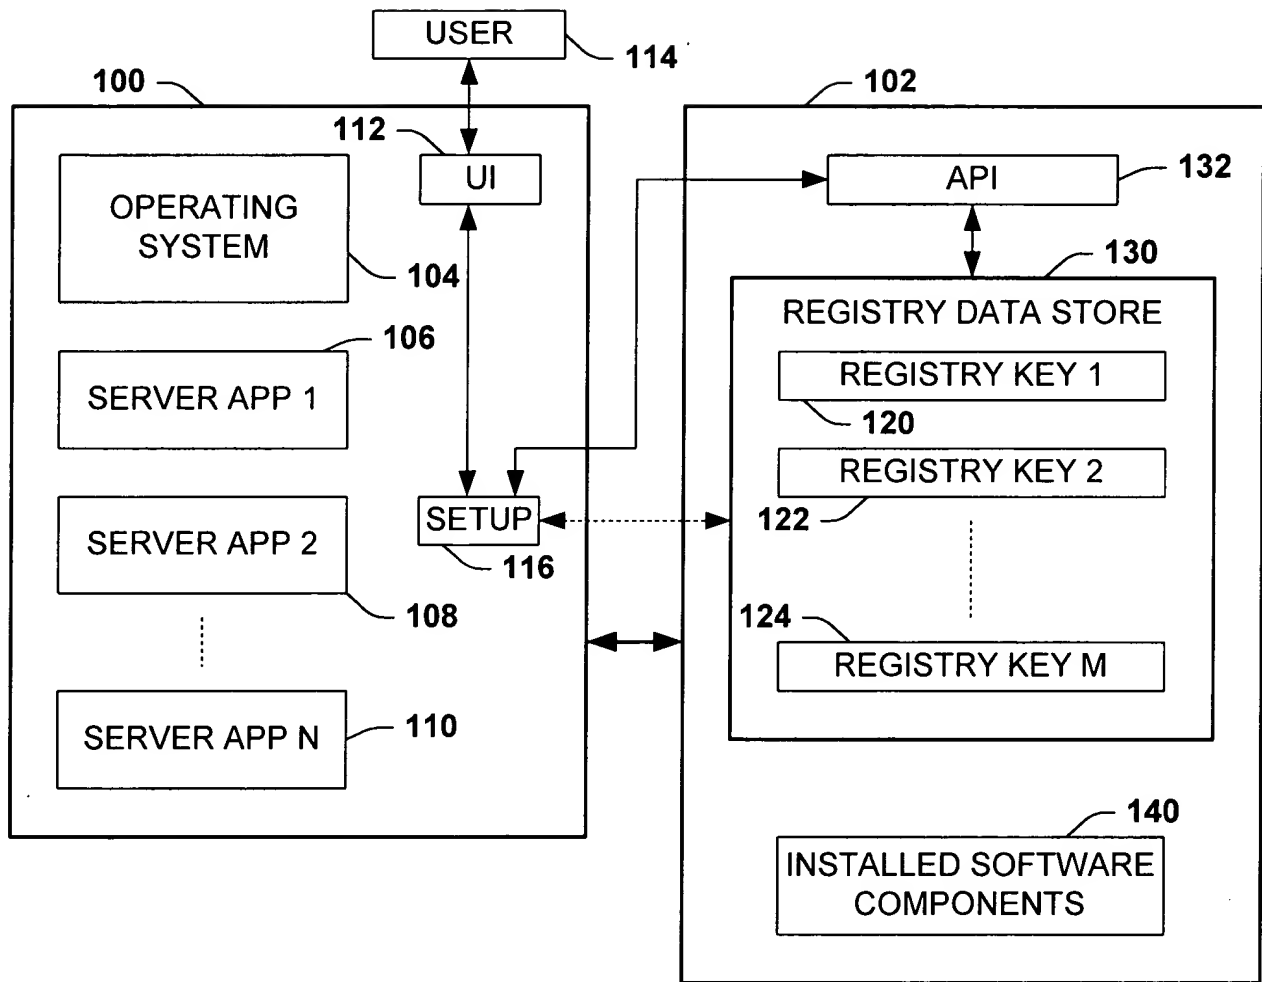 USER
114
100
102
112
UI
API
132
OPERATING
SYSTEM
104
130
REGISTRY DATA STORE
106
SERVER APP 1
REGISTRY KEY 1
120
REGISTRY KEY 2
122
SETUP
116
SERVER APP 2
108
124
REGISTRY KEY M
SERVER APP N
110
140
INSTALLED SOFTWARE
COMPONENTS